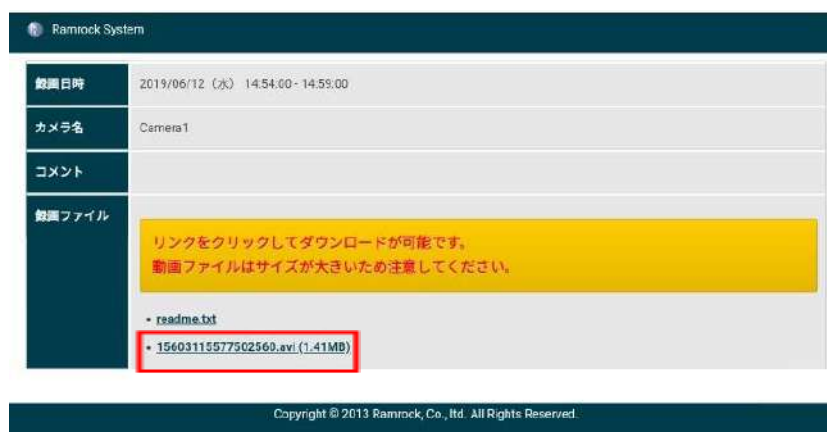 Ramrock System
録画日時 2019/06/12（水） 14:54:00 - 14:59:00
カメラ名 Camera1
コメント
録画ファイル
リンクをクリックしてダウンロードが可能です。
動画ファイルはサイズが大きいため注意してください。
• readme.txt
• 15603115577502560.avi (1.41MB)
Copyright © 2013 Ramrock, Co., ltd. All Rights Reserved.